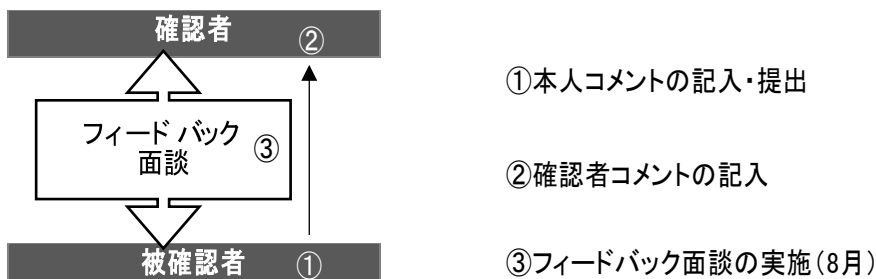 確認者 ②
フィードバック
面談 ③
被確認者 ①
①本人コメントの記入・提出
②確認者コメントの記入
③フィードバック面談の実施（8月）